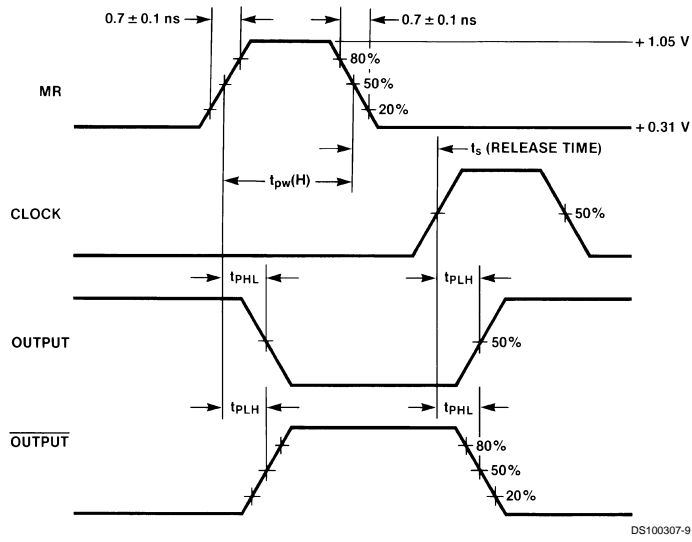 0.7 ± 0.1 ns
0.7 ± 0.1 ns
+ 1.05 V
80%
MR
50%
20%
+ 0.31 V
ts (RELEASE TIME)
tpw(H)
CLOCK
50%
tPHL
tPLH
OUTPUT
50%
tPLH
tPHL
OUTPUT
80%
50%
20%
DS100307-9